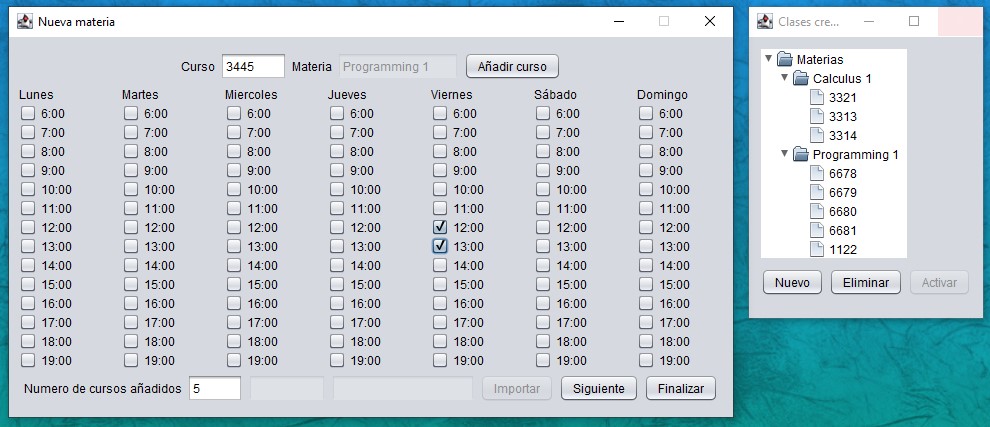 Nueva materia
Curso 3445 Materia Programming 1 Añadir curso
Lunes Martes Miercoles Jueves Viernes Sábado Domingo
6:00 6:00 6:00 6:00 6:00 6:00 6:00
7:00 7:00 7:00 7:00 7:00 7:00 7:00
8:00 8:00 8:00 8:00 8:00 8:00 8:00
9:00 9:00 9:00 9:00 9:00 9:00 9:00
10:00 10:00 10:00 10:00 10:00 10:00 10:00
11:00 11:00 11:00 11:00 11:00 11:00 11:00
12:00 12:00 12:00 12:00 12:00 12:00 12:00
13:00 13:00 13:00 13:00 13:00 13:00 13:00
14:00 14:00 14:00 14:00 14:00 14:00 14:00
15:00 15:00 15:00 15:00 15:00 15:00 15:00
16:00 16:00 16:00 16:00 16:00 16:00 16:00
17:00 17:00 17:00 17:00 17:00 17:00 17:00
18:00 18:00 18:00 18:00 18:00 18:00 18:00
19:00 19:00 19:00 19:00 19:00 19:00 19:00
Numero de cursos añadidos 5 Importar Siguiente Finalizar
Clases cre...
Materias
Calculus 1
3321
3313
3314
Programming 1
6678
6679
6680
6681
1122
Nuevo Eliminar Activar